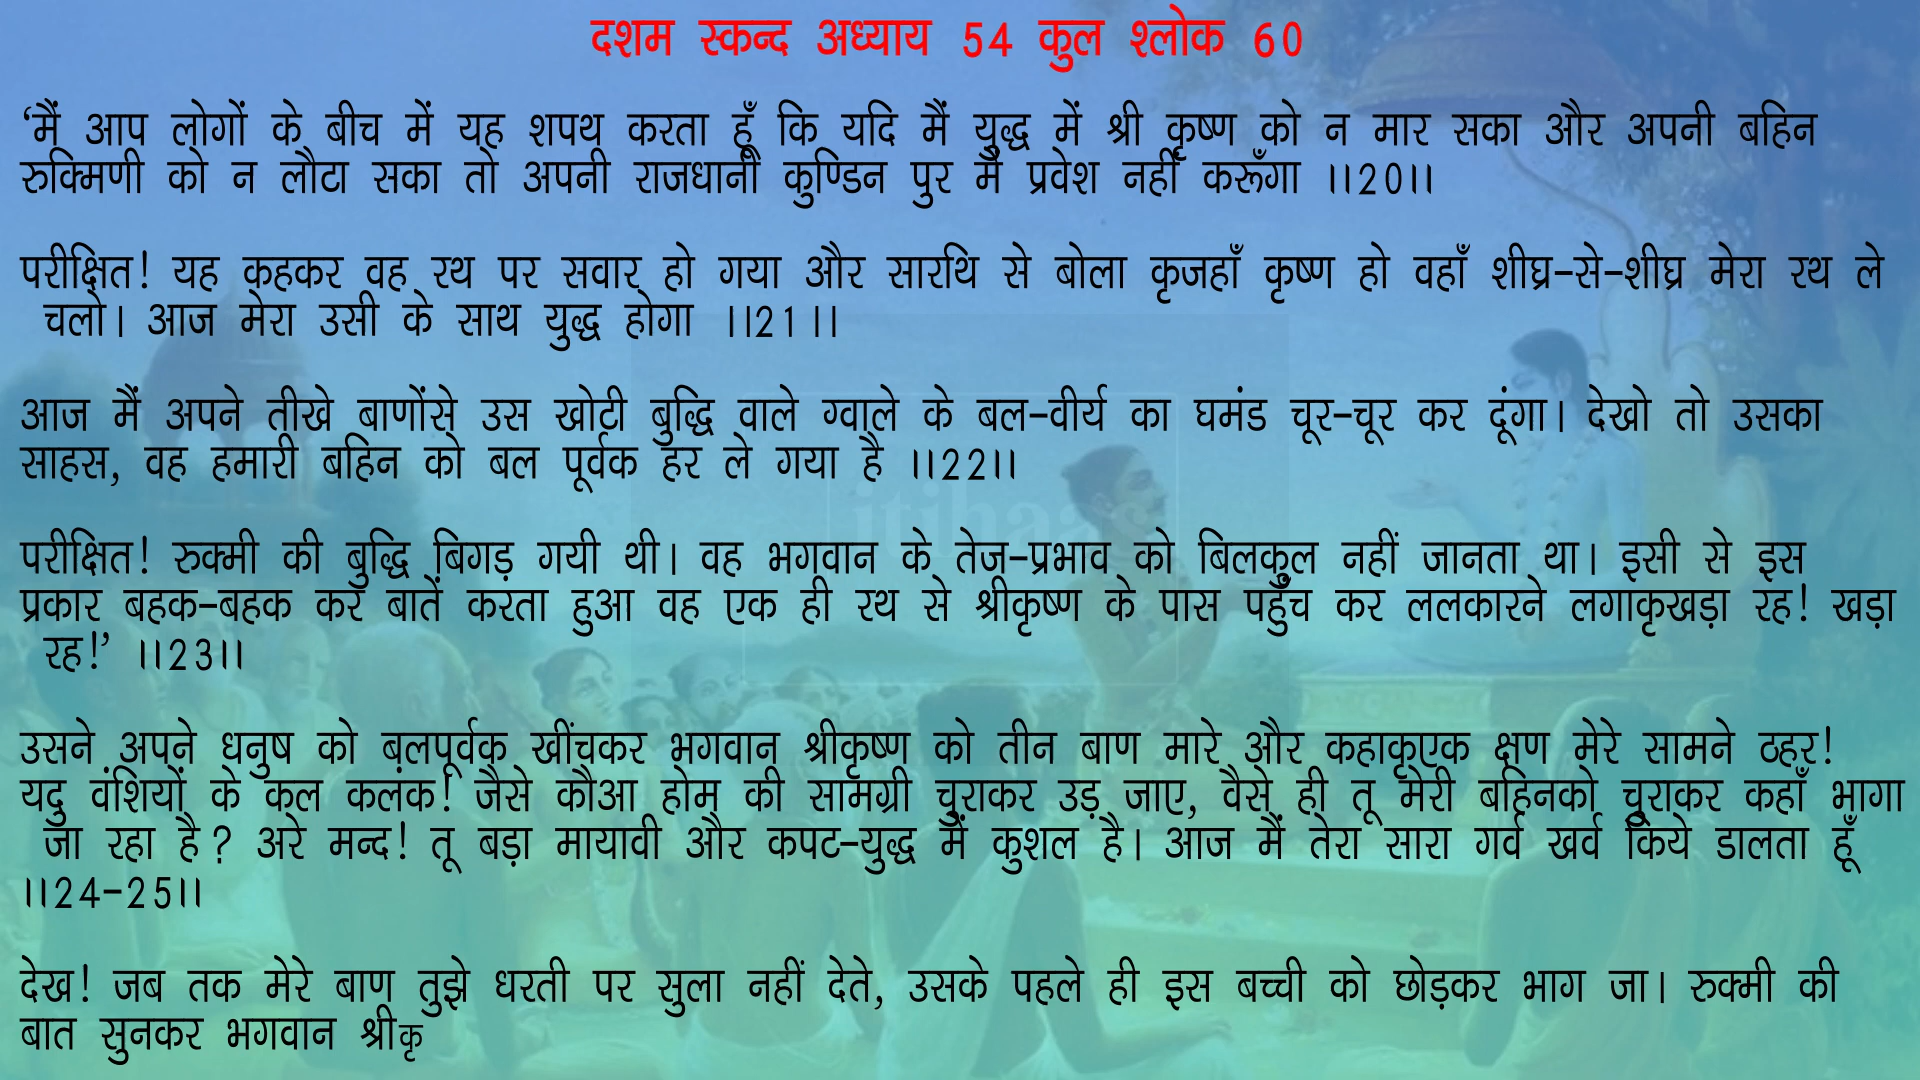 दशम स्कन्द अध्याय 54 कुल श्लोक 60
‘मैं आप लोगों के बीच में यह शपथ करता हूँ कि यदि मैं युद्ध में श्री कृष्ण को न मार सका और अपनी बहिन
रुक्मिणी को न लौटा सका तो अपनी राजधानी कुण्डिन पुर में प्रवेश नहीं करूँगा ।।20।।
परीक्षित! यह कहकर वह रथ पर सवार हो गया और सारथि से बोला कृजहाँ कृष्ण हो वहाँ शीघ्र-से-शीघ्र मेरा रथ ले
चलो। आज मेरा उसी के साथ युद्ध होगा ।।21।।
आज मैं अपने तीखे बाणोंसे उस खोटी बुद्धि वाले ग्वाले के बल-वीर्य का घमंड चूर-चूर कर दूंगा। देखो तो उसका
साहस, वह हमारी बहिन को बल पूर्वक हर ले गया है ।।22।।
itihaas
परीक्षित! रुक्मी की बुद्धि बिगड़ गयी थी। वह भगवान के तेज-प्रभाव को बिलकुल नहीं जानता था। इसी से इस
प्रकार बहक-बहक कर बातें करता हुआ वह एक ही रथ से श्रीकृष्ण के पास पहुँच कर ललकारने लगाकृखड़ा रह! खड़ा
रह!’ ।।23।।
उसने अपने धनुष को बलपूर्वक खींचकर भगवान श्रीकृष्ण को तीन बाण मारे और कहाकृएक क्षण मेरे सामने ठहर!
यदु वंशियों के कुल कलंक! जैसे कौआ होम की सामग्री चुराकर उड़ जाए, वैसे ही तू मेरी बहिनको चुराकर कहाँ भागा
जा रहा है? अरे मन्द! तू बड़ा मायावी और कपट-युद्ध में कुशल है। आज मैं तेरा सारा गर्व खर्व किये डालता हूँ
।।24-25।।
देख! जब तक मेरे बाण तुझे धरती पर सुला नहीं देते, उसके पहले ही इस बच्ची को छोड़कर भाग जा। रुक्मी की
बात सुनकर भगवान श्रीकृ